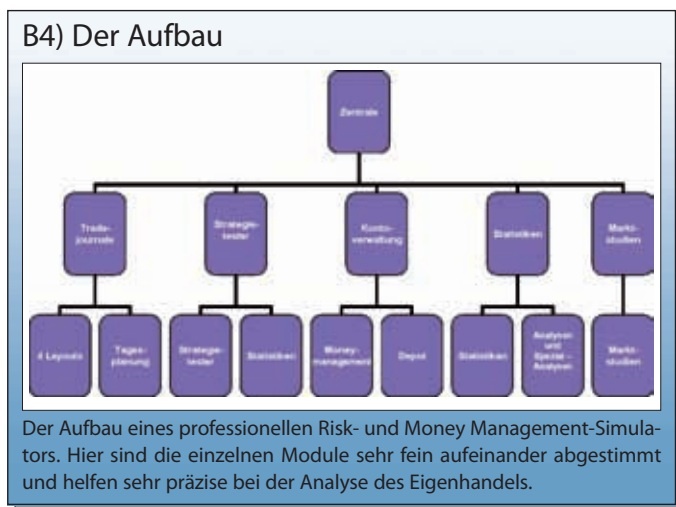 B4) Der Aufbau
Zentrale
Trade-
journale
Strategie-
tester
Konto-
verwaltung
Statistiken
Markt-
studien
4 Layouts
Tages-
planung
Strategie-
tester
Statistiken
Money-
management
Depot
Statistiken
Analysen
und
Spezial -
Analysen
Markt-
studien
Der Aufbau eines professionellen Risk- und Money Management-Simula-
tors. Hier sind die einzelnen Module sehr fein aufeinander abgestimmt
und helfen sehr präzise bei der Analyse des Eigenhandels.